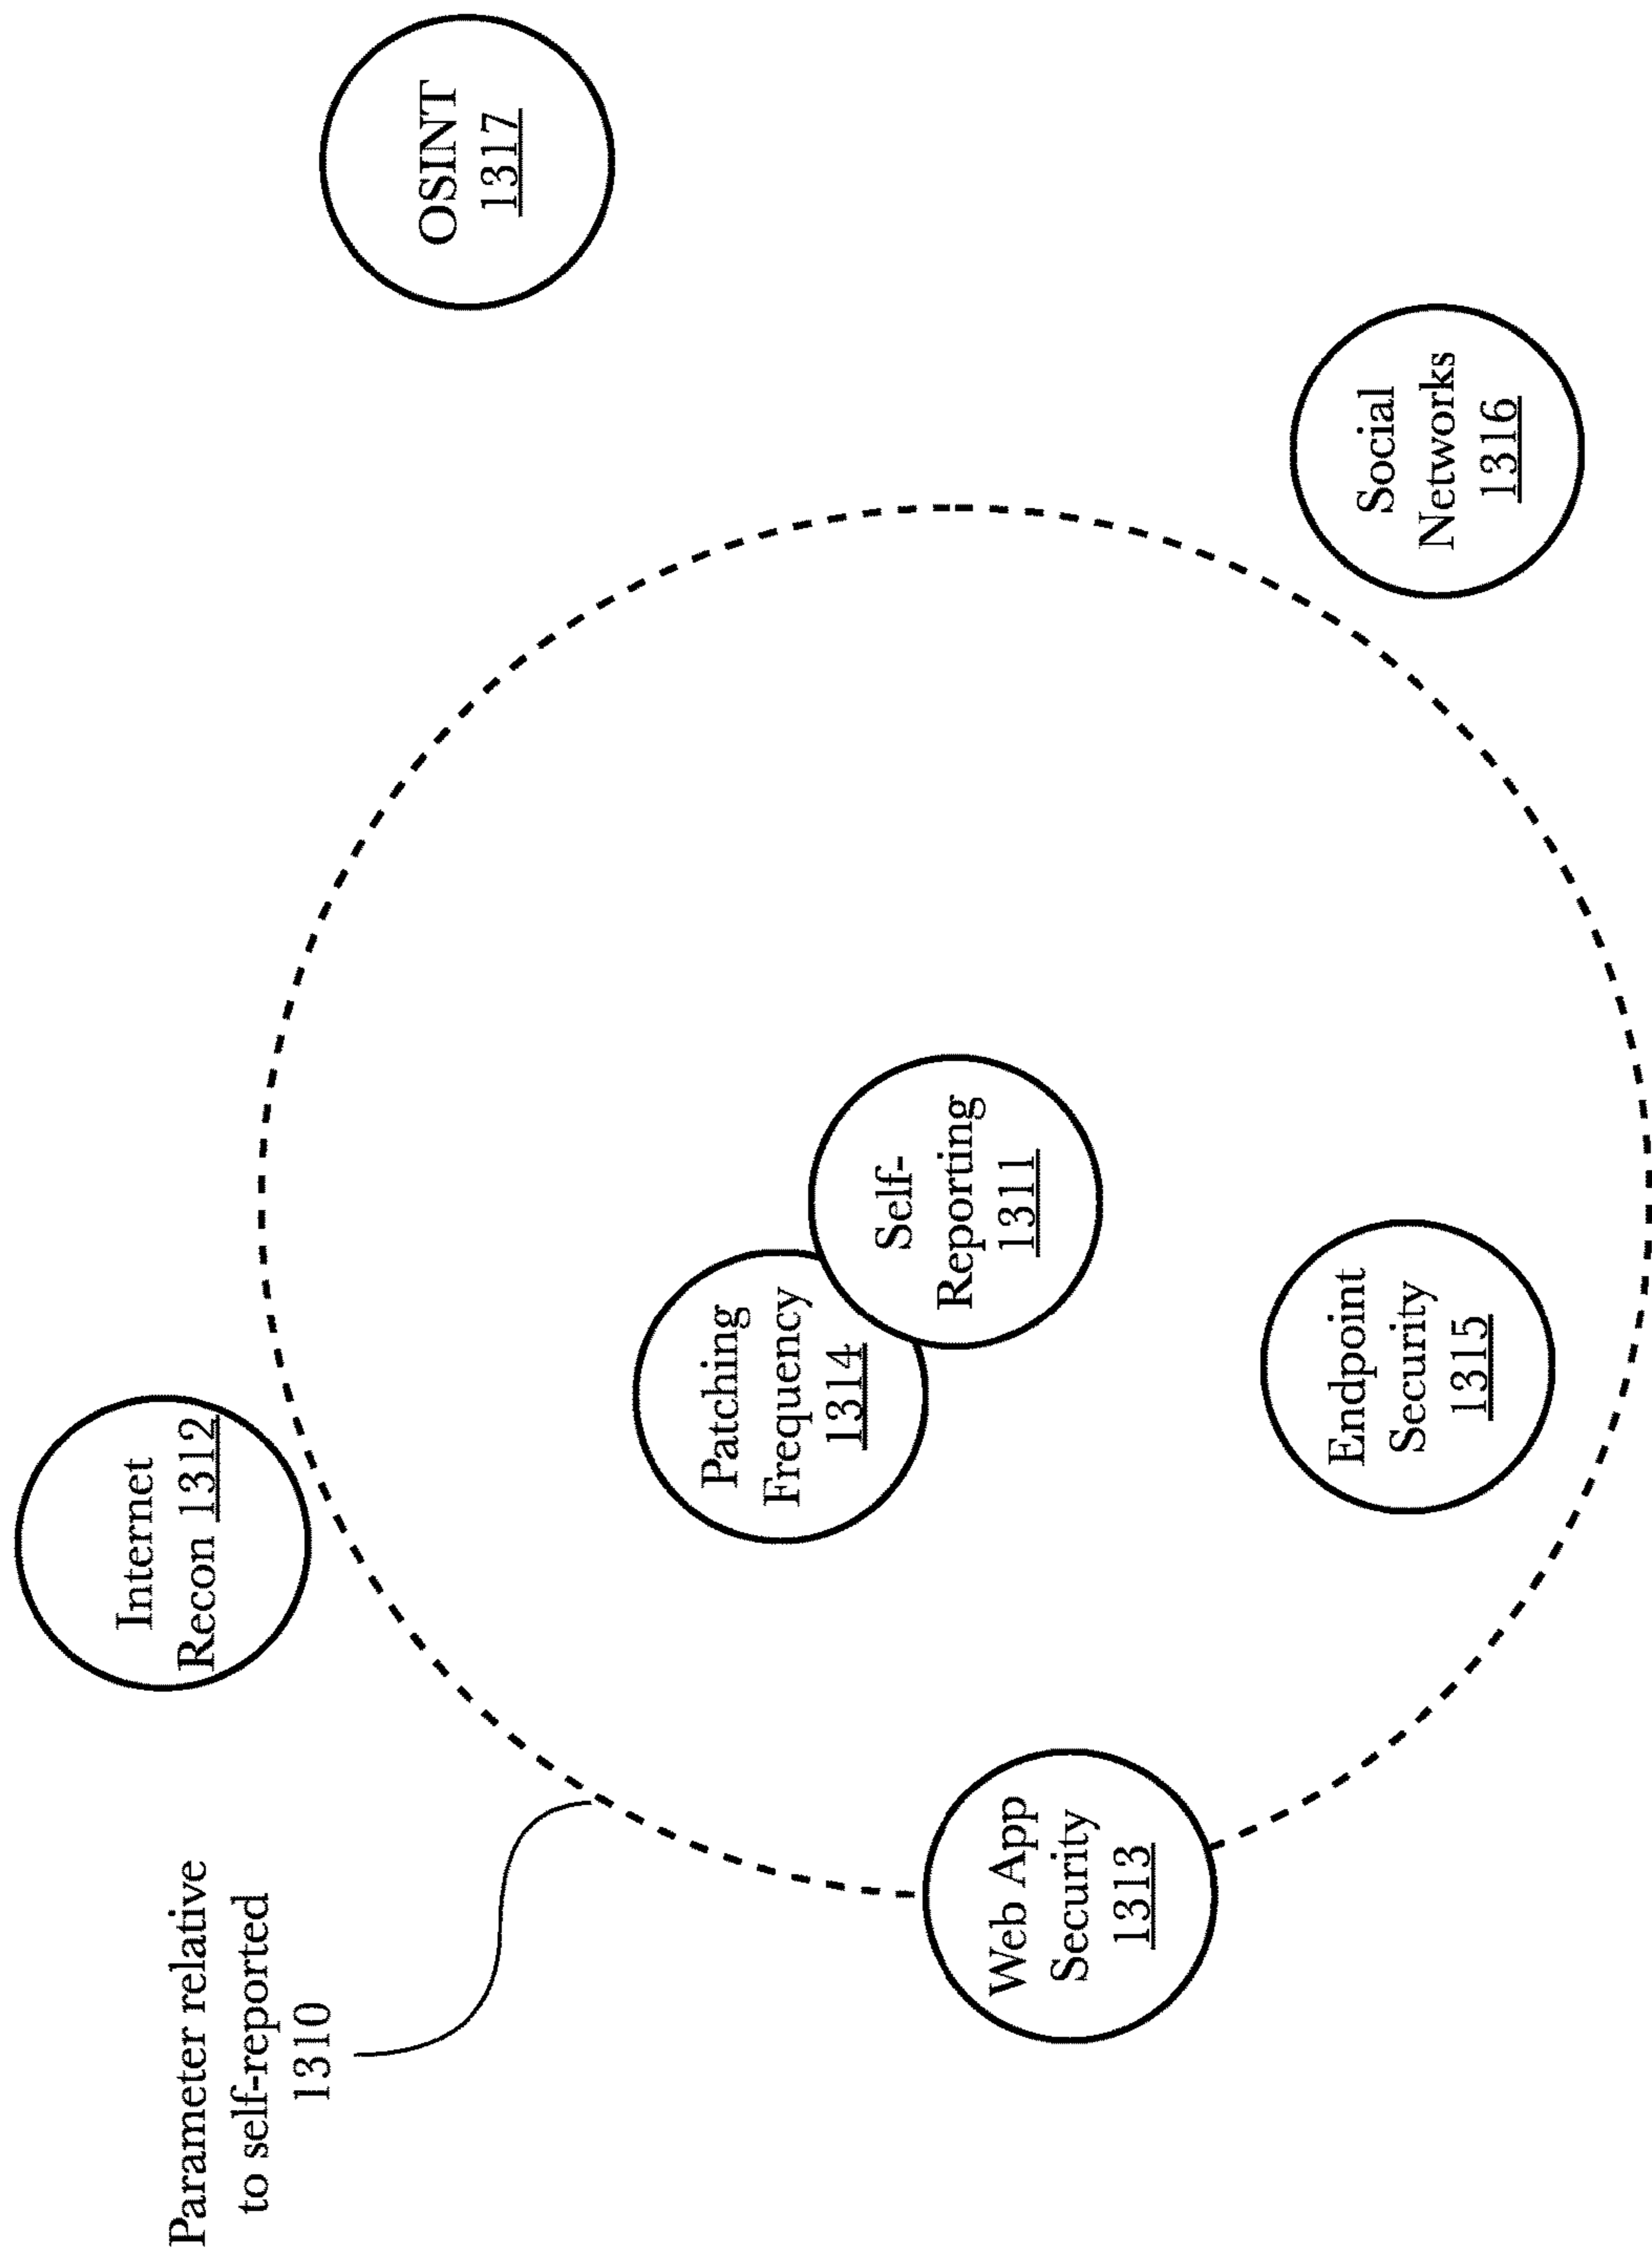 Parameter relative
to self-reported
1310
Internet
Recon 1312
OSINT
1317
Patching
Frequency
1314
Self-
Reporting
1311
Web App
Security
1313
Endpoint
Security
1315
Social
Networks
1316